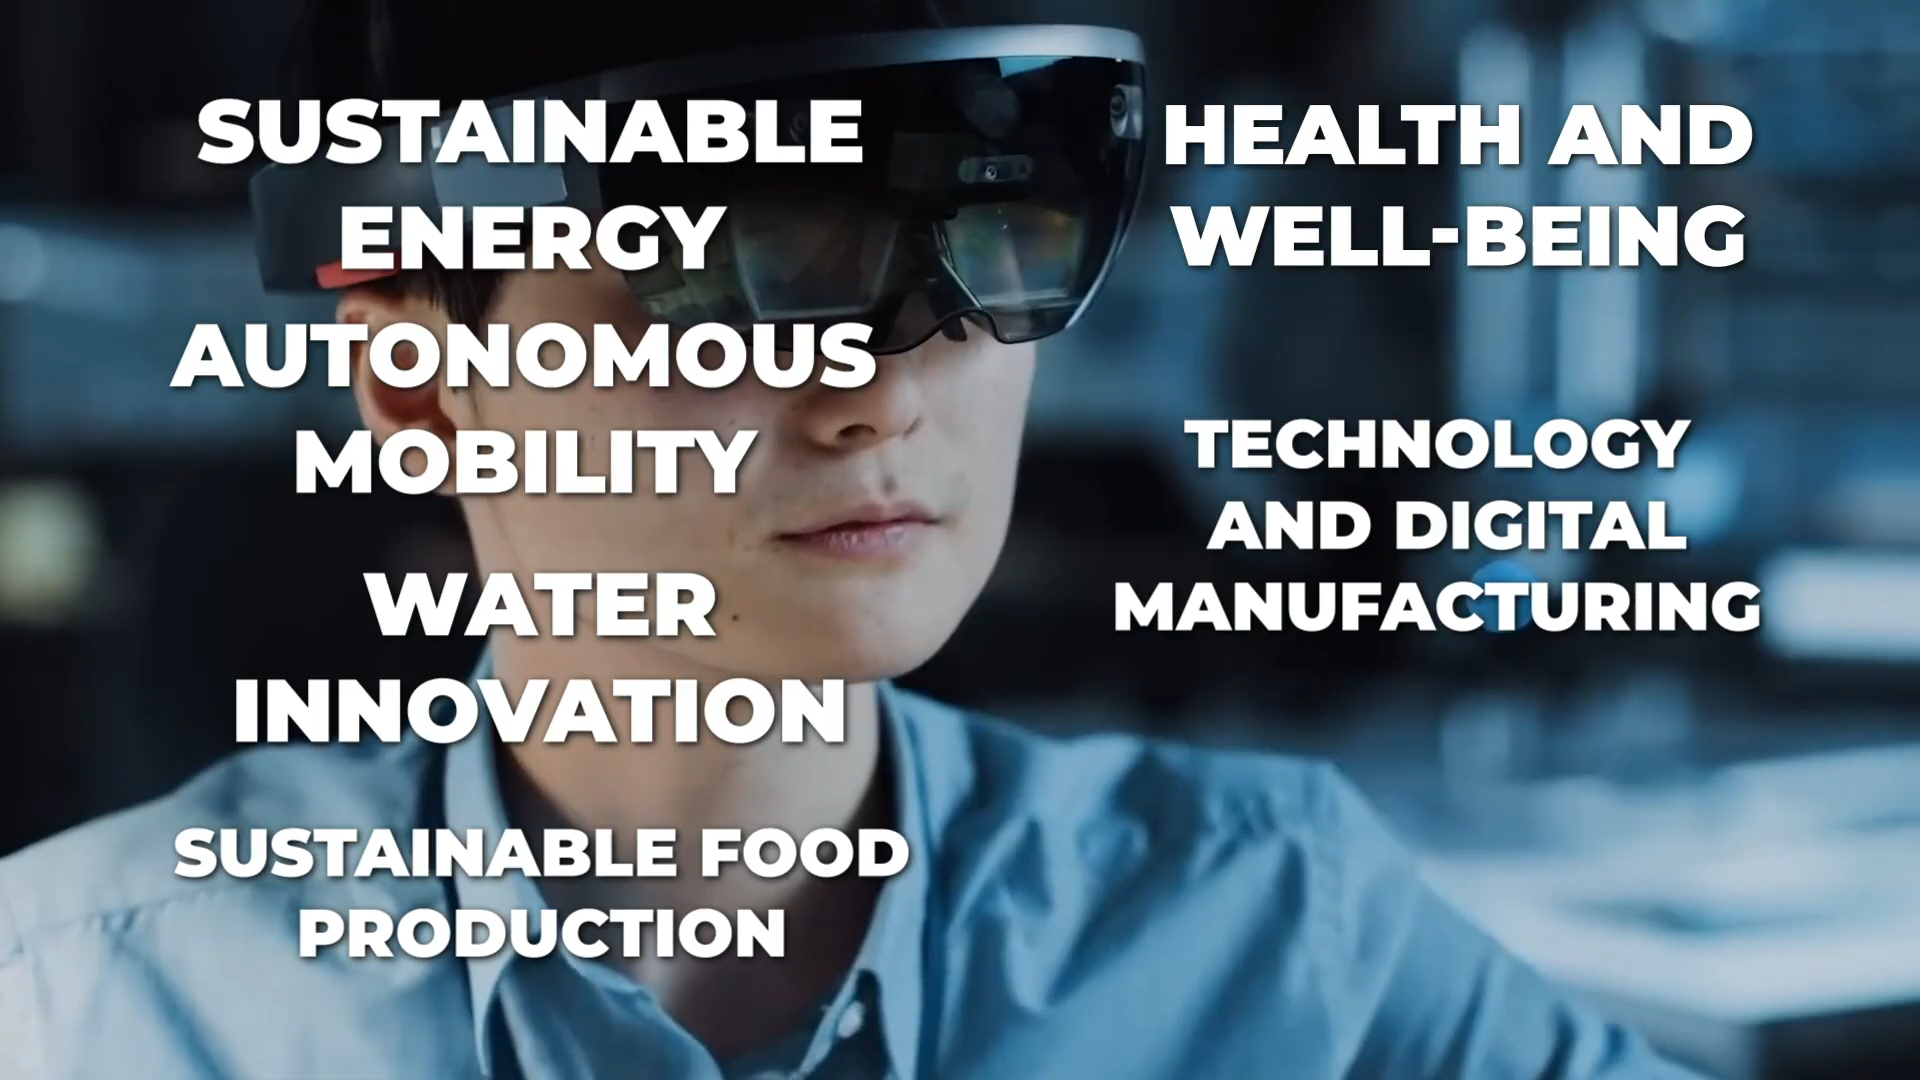 SUSTAINABLE
ENERGY
AUTONOMOUS
MOBILITY
WATER
INNOVATION
SUSTAINABLE FOOD
PRODUCTION
HEALTH AND
WELL-BEING
TECHNOLOGY
AND DIGITAL
MANUFACTURING